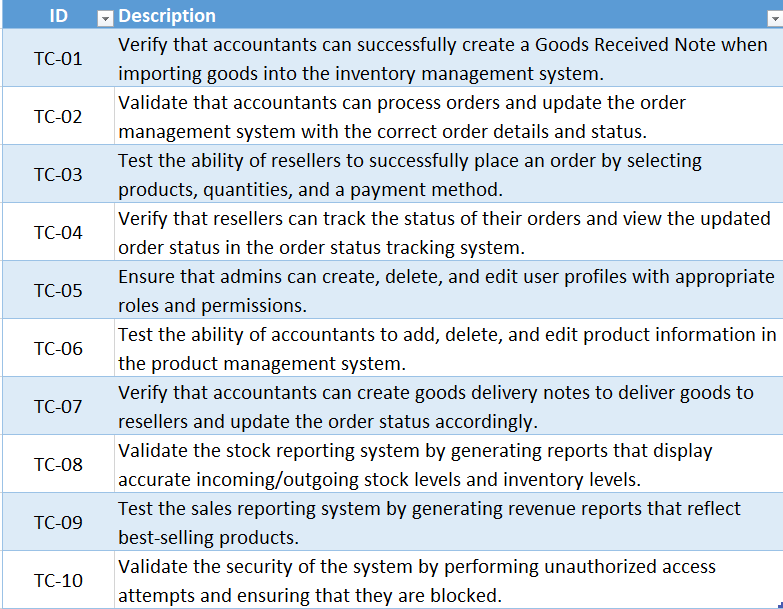 ID Description
TC-01 Verify that accountants can successfully create a Goods Received Note when
importing goods into the inventory management system.
TC-02 Validate that accountants can process orders and update the order
management system with the correct order details and status.
TC-03 Test the ability of resellers to successfully place an order by selecting
products, quantities, and a payment method.
TC-04 Verify that resellers can track the status of their orders and view the updated
order status in the order status tracking system.
TC-05 Ensure that admins can create, delete, and edit user profiles with appropriate
roles and permissions.
TC-06 Test the ability of accountants to add, delete, and edit product information in
the product management system.
TC-07 Verify that accountants can create goods delivery notes to deliver goods to
resellers and update the order status accordingly.
TC-08 Validate the stock reporting system by generating reports that display
accurate incoming/outgoing stock levels and inventory levels.
TC-09 Test the sales reporting system by generating revenue reports that reflect
best-selling products.
TC-10 Validate the security of the system by performing unauthorized access
attempts and ensuring that they are blocked.